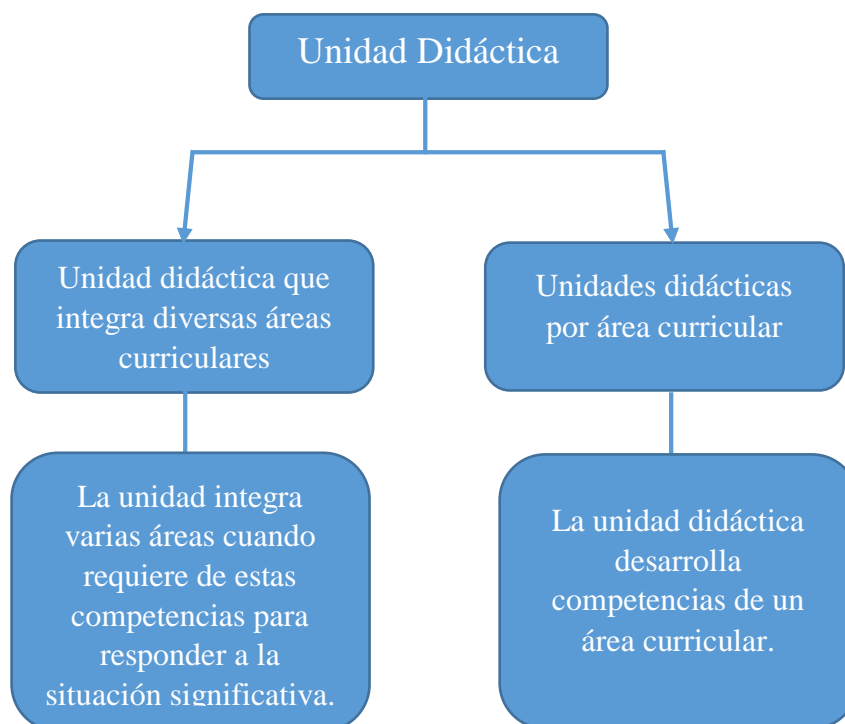 Unidad Didáctica
Unidad didáctica que
integra diversas áreas
curriculares
Unidades didácticas
por área curricular
La unidad integra
varias áreas cuando
requiere de estas
competencias para
responder a la
situación significativa.
La unidad didáctica
desarrolla
competencias de un
área curricular.